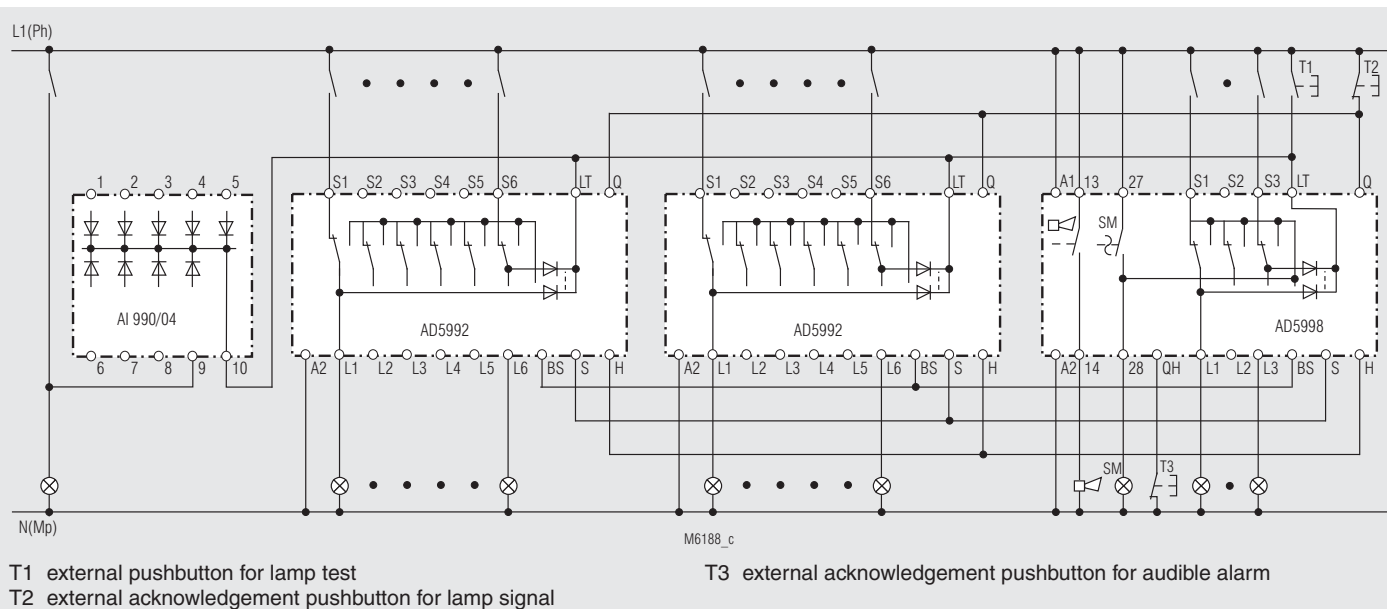 L1(Ph)
T1 T2
1 2 3 4 5 S1 S2 S3 S4 S5 S6 LT Q S1 S2 S3 S4 S5 S6 LT Q A1 13 27 S1 S2 S3 LT Q
SM
AI 990/04 AD5992 AD5992 AD5998
6 7 8 9 10 A2 L1 L2 L3 L4 L5 L6 BS S H A2 L1 L2 L3 L4 L5 L6 BS S H A2 14 28 QH L1 L2 L3 BS S H
SM T3
N(Mp)
M6188_c
T1 external pushbutton for lamp test
T2 external acknowledgement pushbutton for lamp signal
T3 external acknowledgement pushbutton for audible alarm